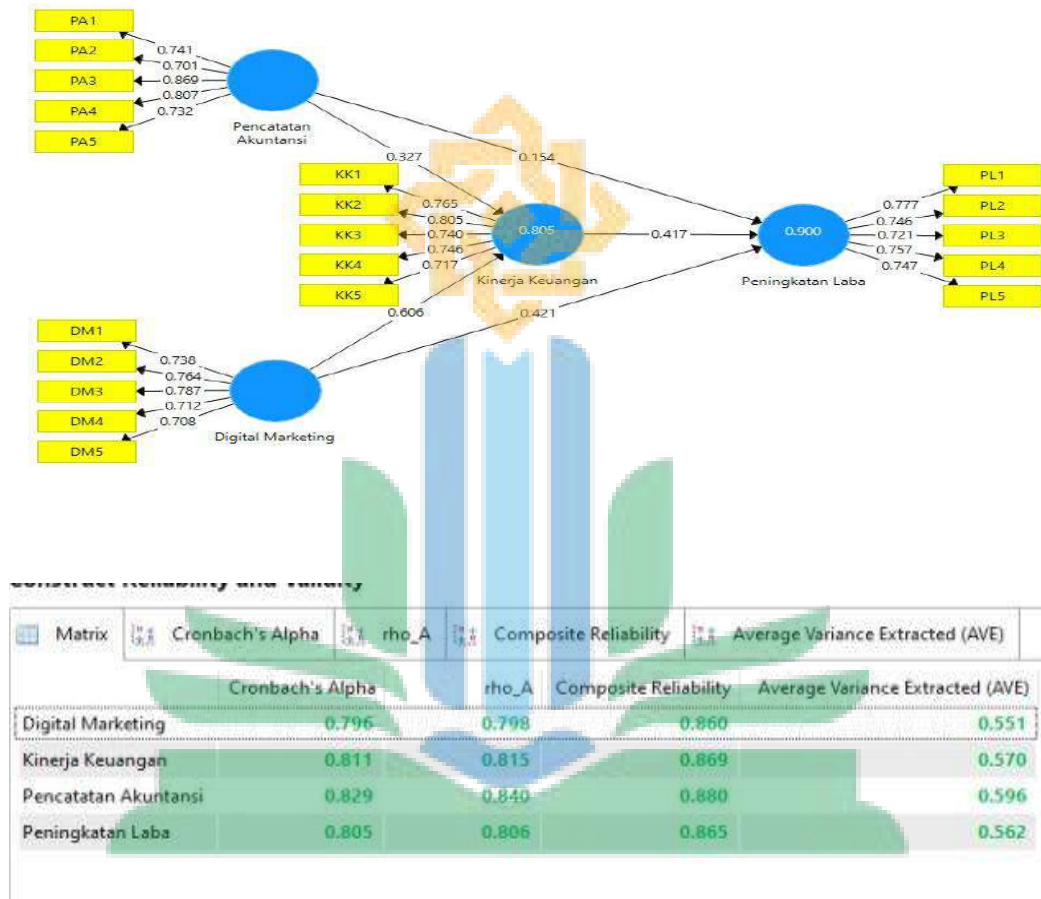 PA1
PA2
PA3
PA4
PA5
0.741
0.701
0.869
0.807
0.732
Pencatatan
Akuntansi
0.327
0.154
KK1
KK2
KK3
KK4
KK5
0.765
0.805
0.740
0.746
0.717
0.805
Kinerja Keuangan
0.417
0.900
Peningkatan Laba
0.777
0.746
0.721
0.757
0.747
PL1
PL2
PL3
PL4
PL5
0.606
0.421
DM1
DM2
DM3
DM4
DM5
0.738
0.764
0.787
0.712
0.708
Digital Marketing
Construct Reliability and Validity
Matrix Cronbach's Alpha rho_A Composite Reliability Average Variance Extracted (AVE)
Cronbach's Alpha rho_A Composite Reliability Average Variance Extracted (AVE)
Digital Marketing 0.796 0.798 0.860 0.551
Kinerja Keuangan 0.811 0.815 0.869 0.570
Pencatatan Akuntansi 0.829 0.840 0.880 0.596
Peningkatan Laba 0.805 0.806 0.865 0.562